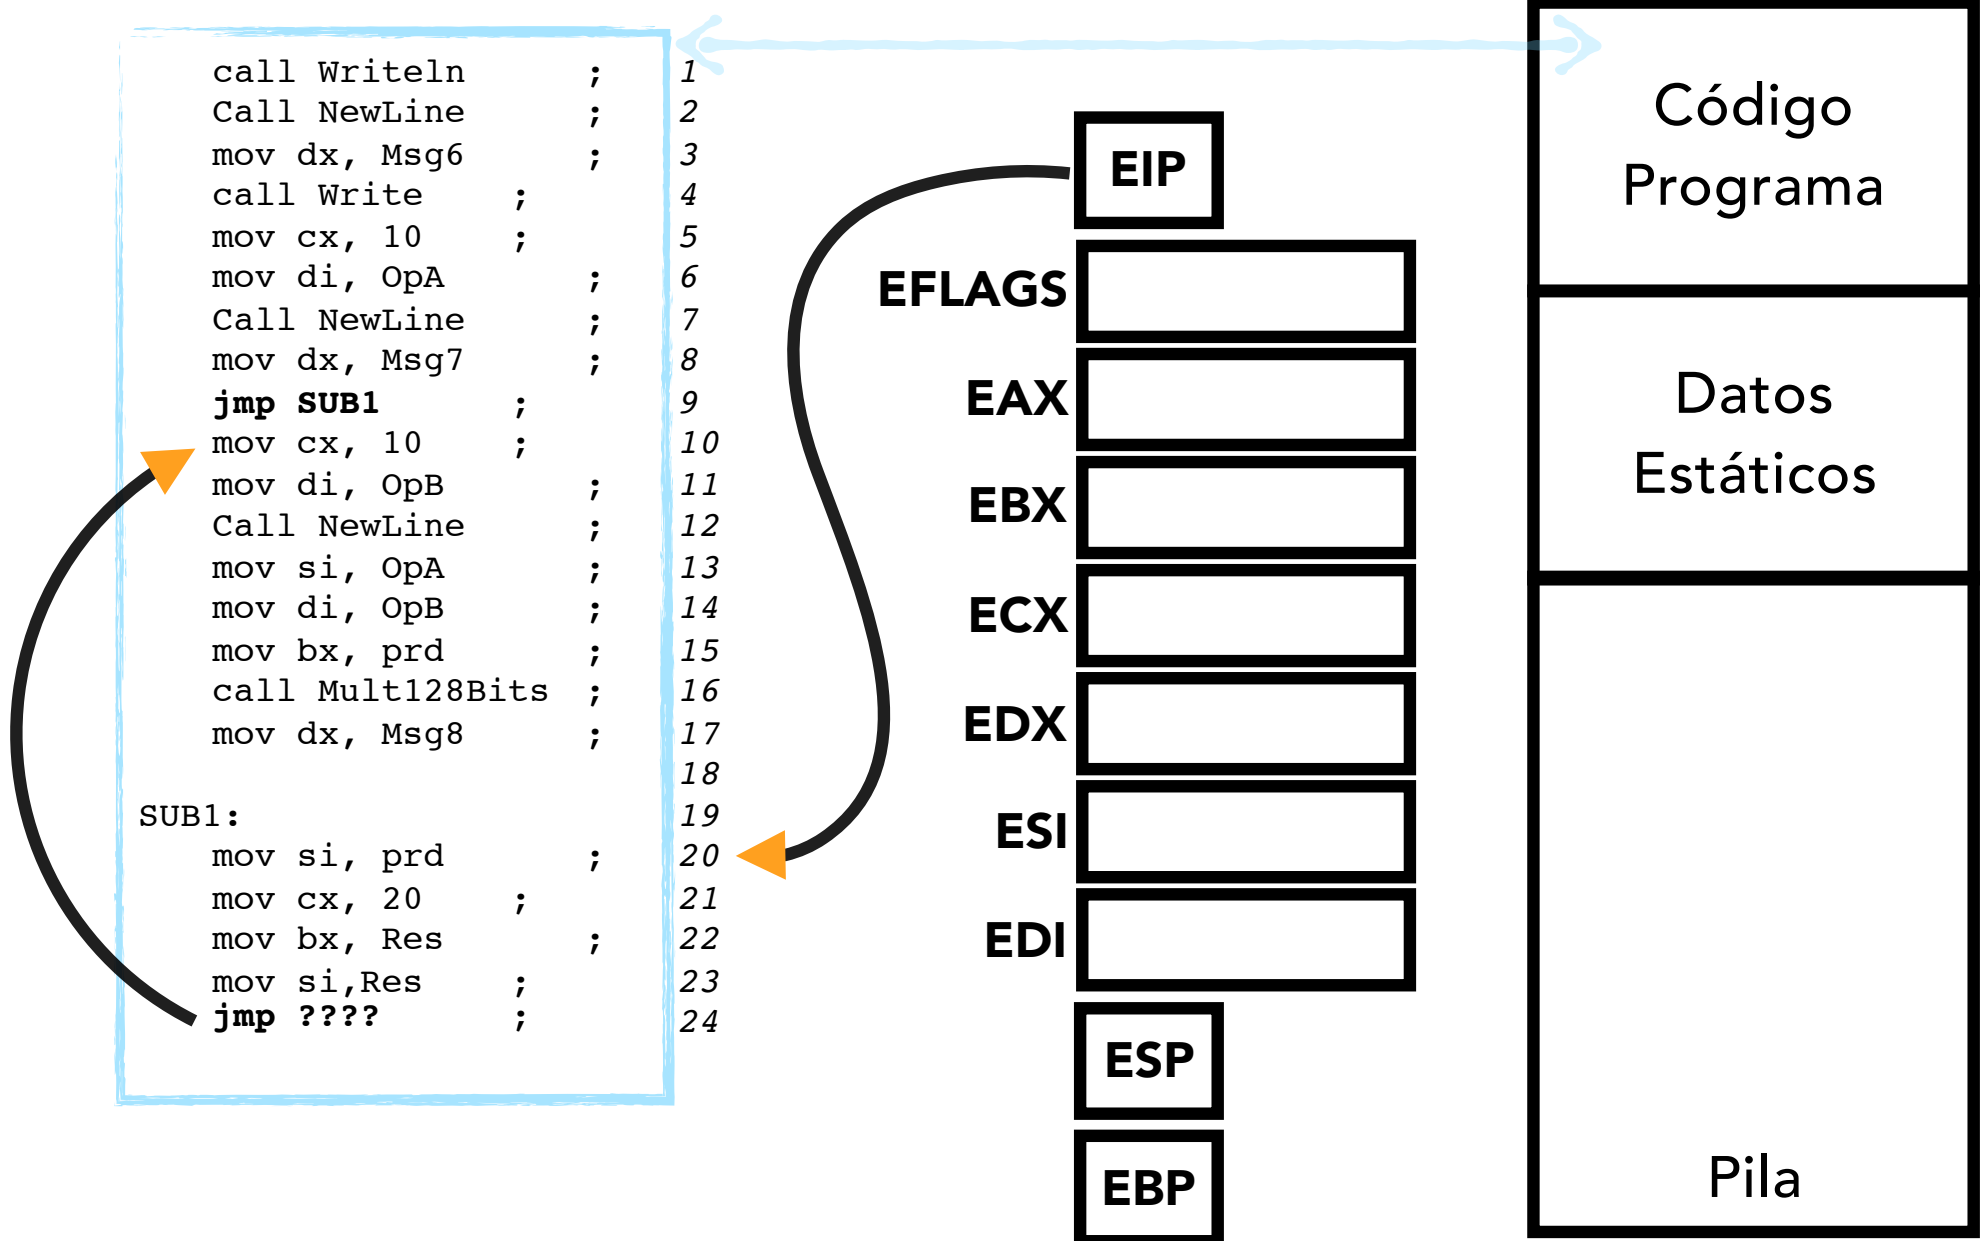 call Writeln ; 1
Call NewLine ; 2
mov dx, Msg6 ; 3
call Write ; 4
mov cx, 10 ; 5
mov di, OpA ; 6
Call NewLine ; 7
mov dx, Msg7 ; 8
jmp SUB1 ; 9
mov cx, 10 ; 10
mov di, OpB ; 11
Call NewLine ; 12
mov si, OpA ; 13
mov di, OpB ; 14
mov bx, prd ; 15
call Mult128Bits ; 16
mov dx, Msg8 ; 17
18
SUB1: 19
mov si, prd ; 20
mov cx, 20 ; 21
mov bx, Res ; 22
mov si,Res ; 23
jmp ???? ; 24
EIP
EFLAGS
EAX
EBX
ECX
EDX
ESI
EDI
ESP
EBP
Código
Programa
Datos
Estáticos
Pila